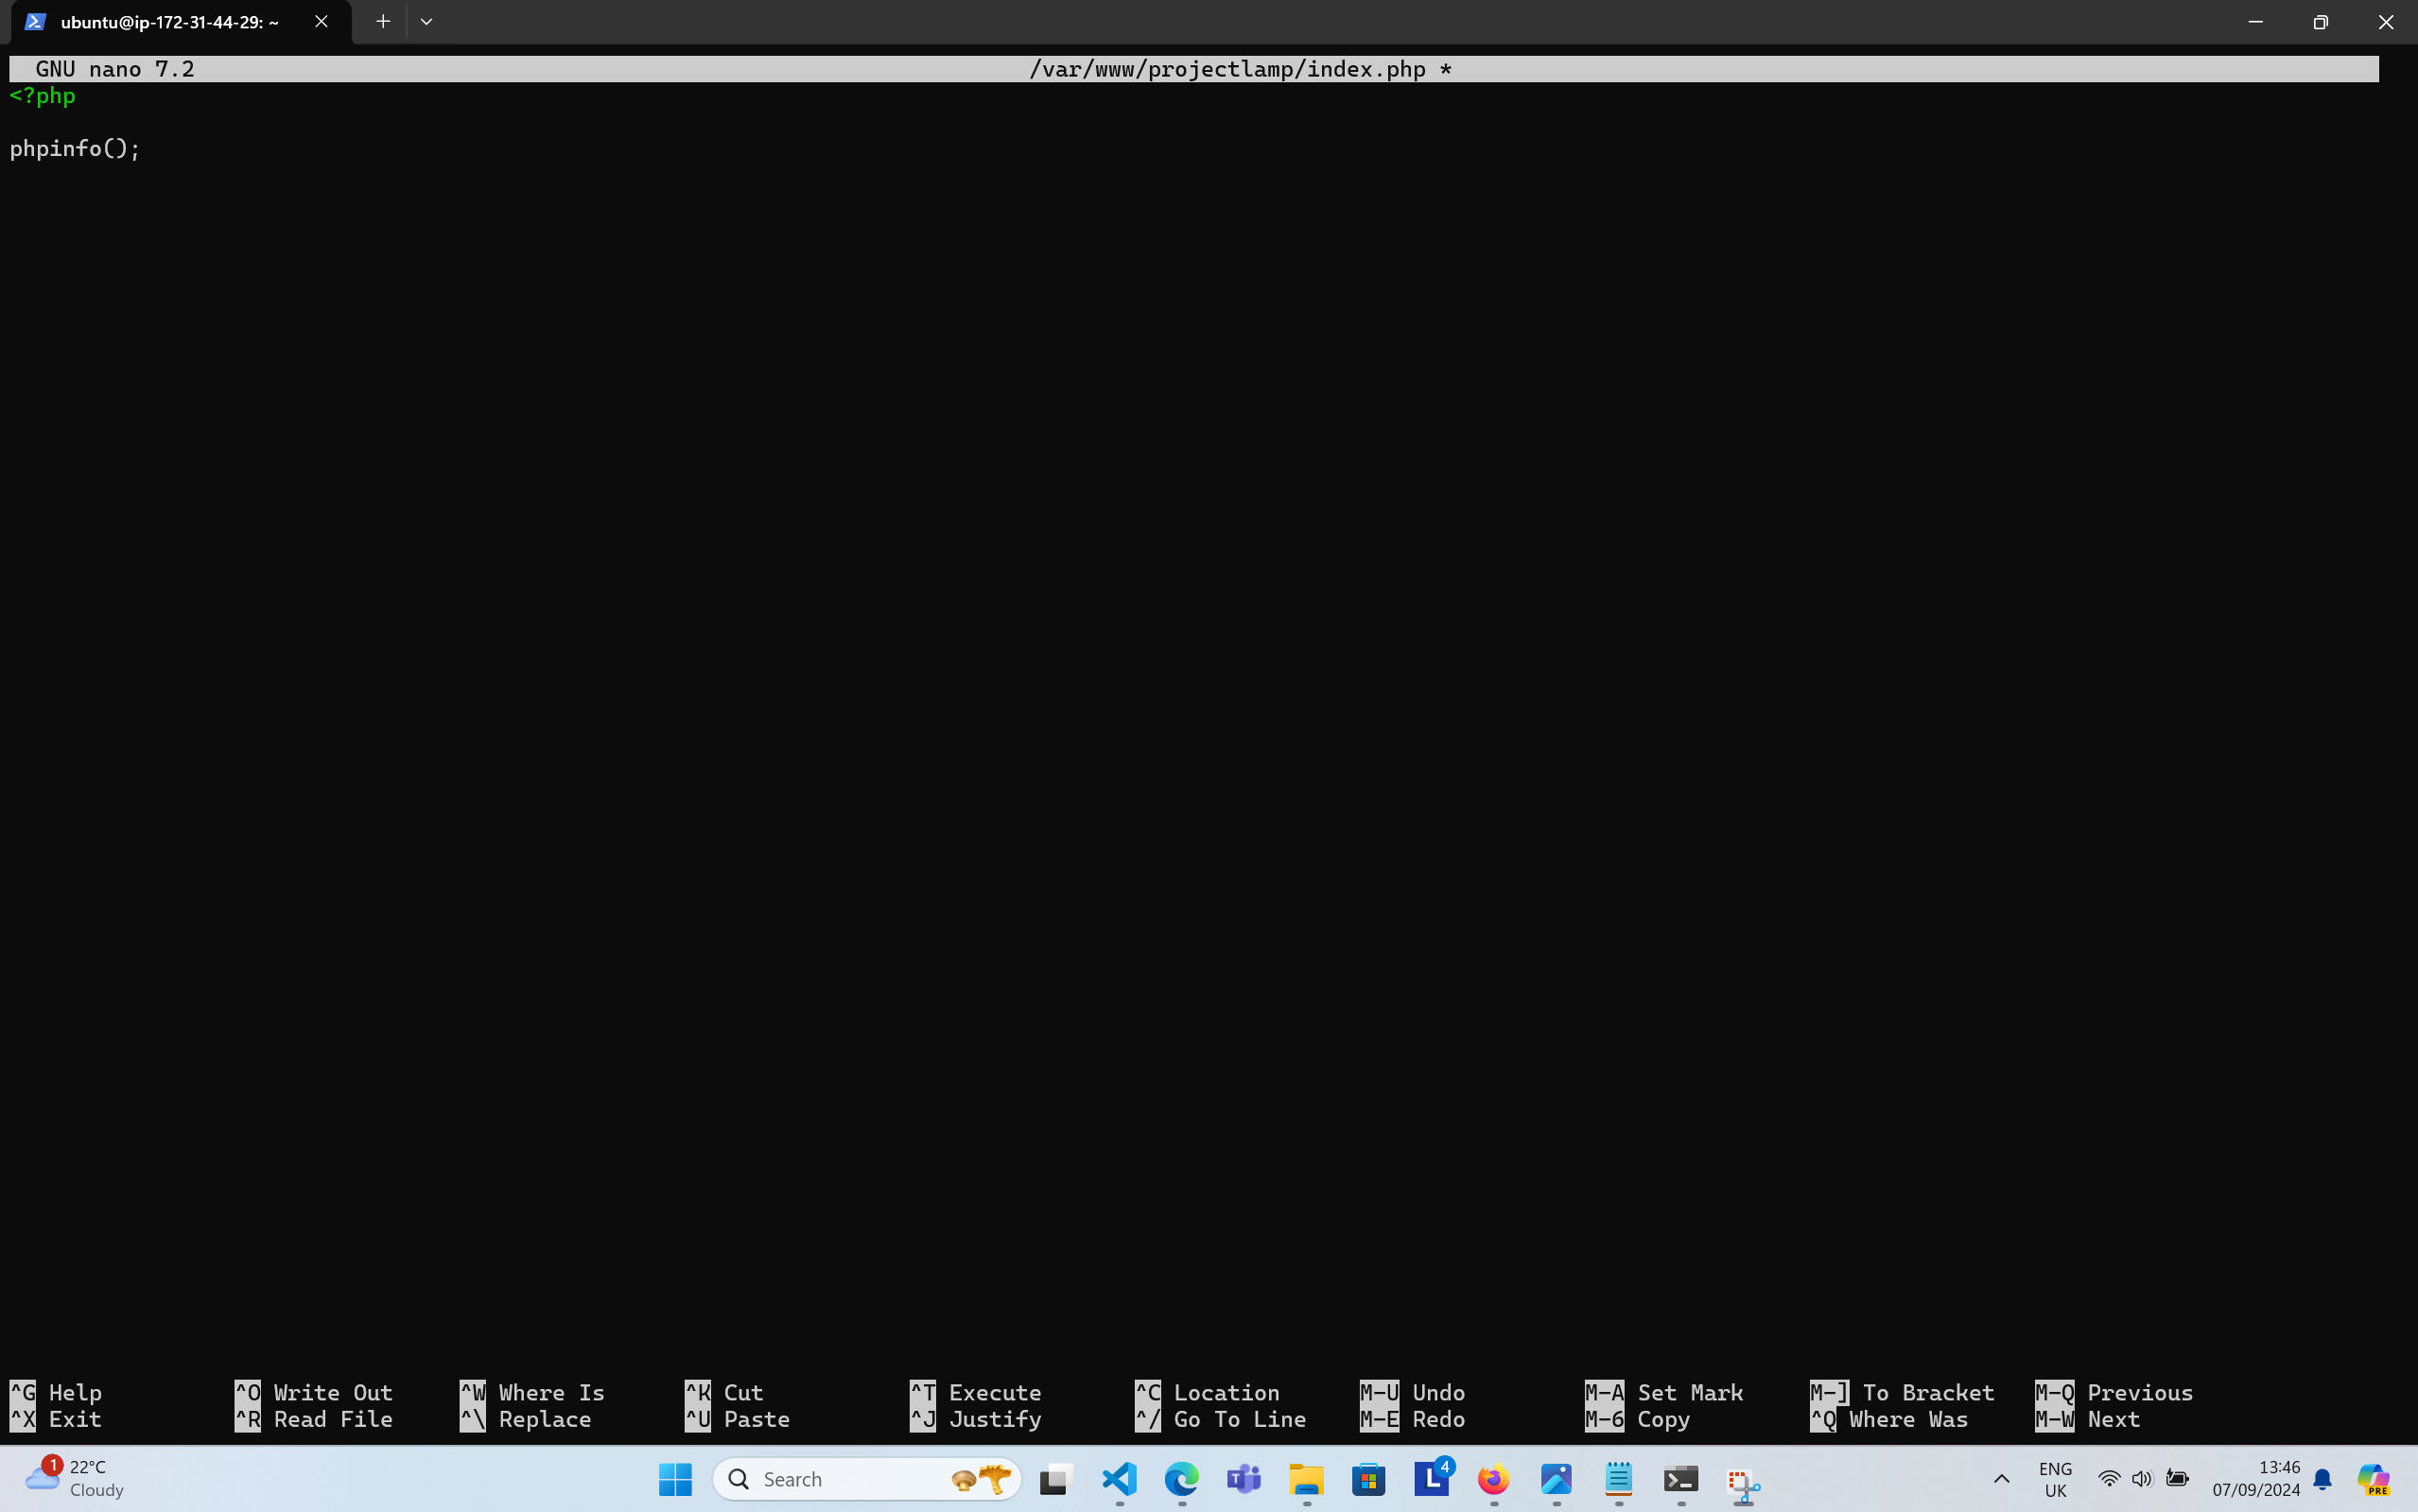 ubuntu@ip-172-31-44-29: ~
GNU nano 7.2 /var/www/projectlamp/index.php *
<?php
phpinfo();
^G Help ^O Write Out ^W Where Is ^K Cut ^T Execute ^C Location M-U Undo M-A Set Mark M-] To Bracket M-Q Previous
^X Exit ^R Read File ^\ Replace ^U Paste ^J Justify ^/ Go To Line M-E Redo M-6 Copy ^Q Where Was M-W Next
1 22°C
Cloudy
Search
T
L 4
ENG
UK
13:46
07/09/2024
PRE